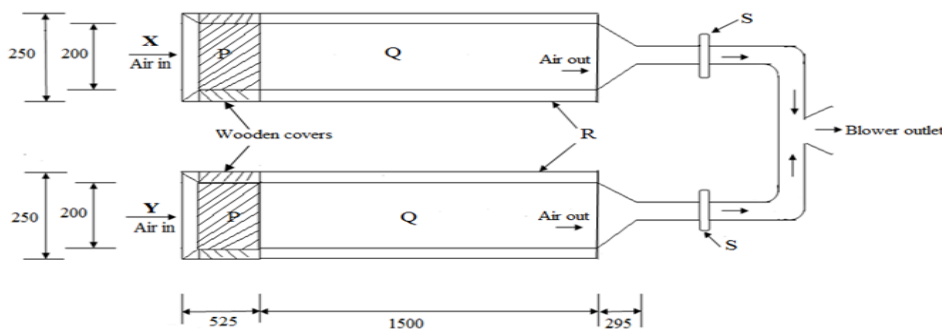 S
X
Air in
P
Q
Air out
250
200
Wooden covers
R
Blower outlet
Y
Air in
P
Q
Air out
250
200
S
525
1500
295